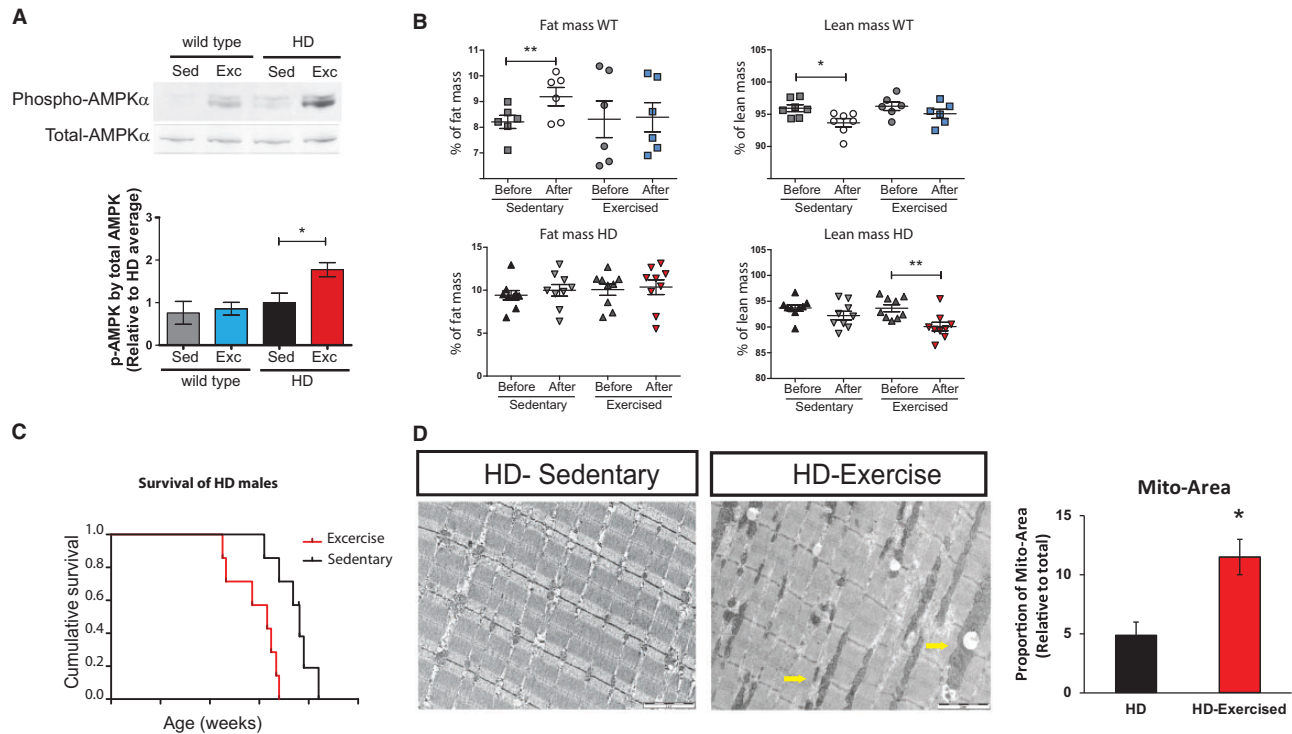 A
wild type HD
Sed Exc Sed Exc
Phospho-AMPKα
Total-AMPKα
p-AMPK by total AMPK
(Relative to HD average)
3
2
1
0
*
Sed Exc Sed Exc
wild type HD
B
Fat mass WT
% of fat mass
11
10
9
8
7
**
Before After Before After
Sedentary Exercised
Lean mass WT
% of lean mass
105
100
95
90
*
Before After Before After
Sedentary Exercised
Fat mass HD
% of fat mass
15
10
5
0
Before After Before After
Sedentary Exercised
Lean mass HD
% of lean mass
105
100
95
90
85
80
**
Before After Before After
Sedentary Exercised
C
Survival of HD males
Cumulative survival
1.0
0.8
0.6
0.4
0.2
0.0
Excercise
Sedentary
Age (weeks)
D
HD- Sedentary
HD-Exercise
Mito-Area
Proportion of Mito-Area
(Relative to total)
15
10
5
0
*
HD HD-Exercised